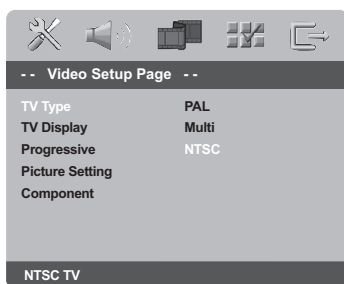 - -  Video Setup Page  - -
TV Type PAL
TV Display Multi
Progressive NTSC
Picture Setting
Component
NTSC TV